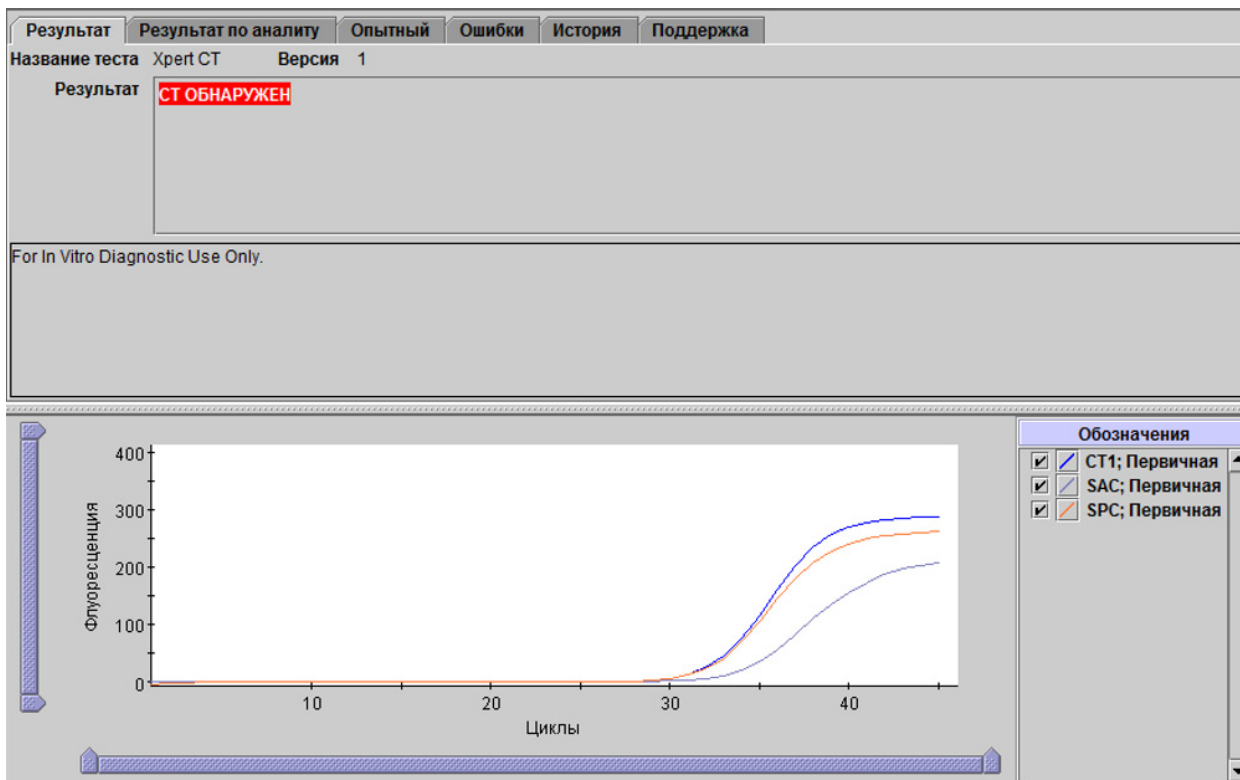 Результат Результат по аналиту Опытный Ошибки История Поддержка
Название теста Xpert CT Версия 1
Результат СТ ОБНАРУЖЕН
For In Vitro Diagnostic Use Only.
Обозначения
CT1; Первичная
SAC; Первичная
SPC; Первичная
Флуоресценция
400
300
200
100
0
10 20 30 40
Циклы